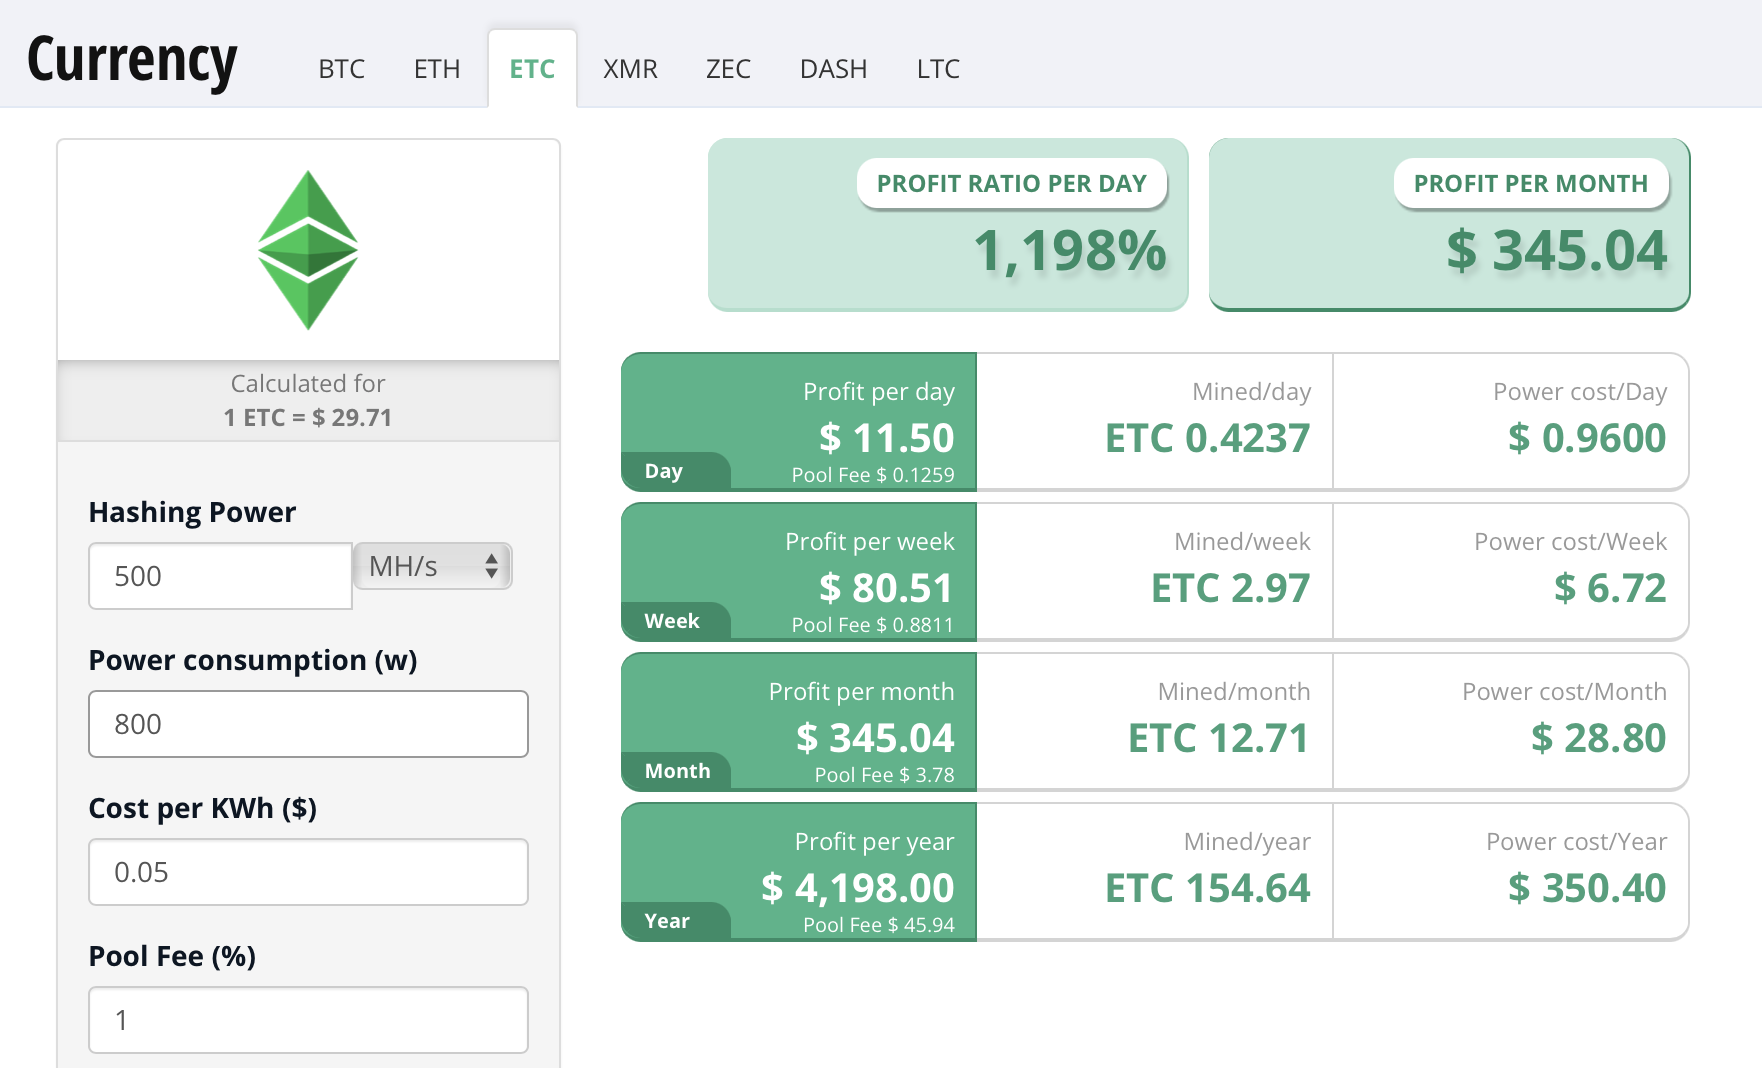 Currency
BTC ETH ETC XMR ZEC DASH LTC
Calculated for
1 ETC = $ 29.71
Hashing Power
500 MH/s
Power consumption (w)
800
Cost per KWh ($)
0.05
Pool Fee (%)
1
PROFIT RATIO PER DAY
1,198%
PROFIT PER MONTH
$ 345.04
Day
Profit per day
$ 11.50
Pool Fee $ 0.1259
Mined/day
ETC 0.4237
Power cost/Day
$ 0.9600
Week
Profit per week
$ 80.51
Pool Fee $ 0.8811
Mined/week
ETC 2.97
Power cost/Week
$ 6.72
Month
Profit per month
$ 345.04
Pool Fee $ 3.78
Mined/month
ETC 12.71
Power cost/Month
$ 28.80
Year
Profit per year
$ 4,198.00
Pool Fee $ 45.94
Mined/year
ETC 154.64
Power cost/Year
$ 350.40